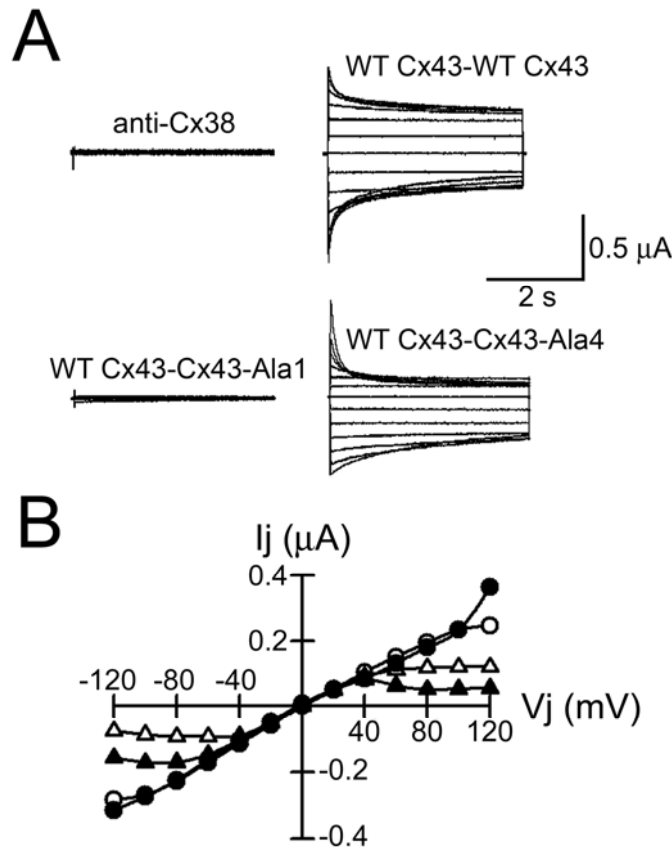 A
anti-Cx38
WT Cx43-WT Cx43
0.5 μA
2 s
WT Cx43-Cx43-Ala1
WT Cx43-Cx43-Ala4
B
Ij (μA)
0.4
0.2
-120 -80 -40
40 80 120
Vj (mV)
-0.2
-0.4